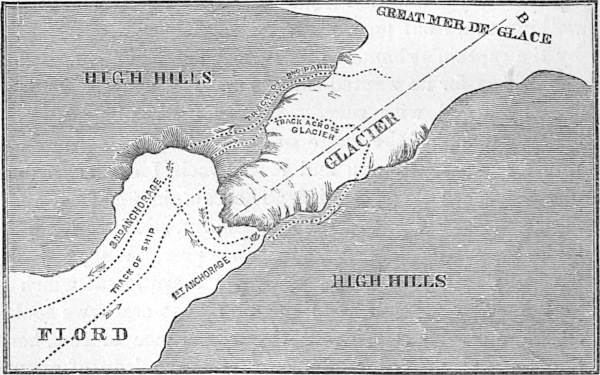 GREAT MER DE GLACE
B
HIGH HILLS
TRACK OF 2ND PARTY
TRACK ACROSS
GLACIER
GLACIER
2ND ANCHORAGE
TRACK OF SHIP
1ST ANCHORAGE
HIGH HILLS
FIORD